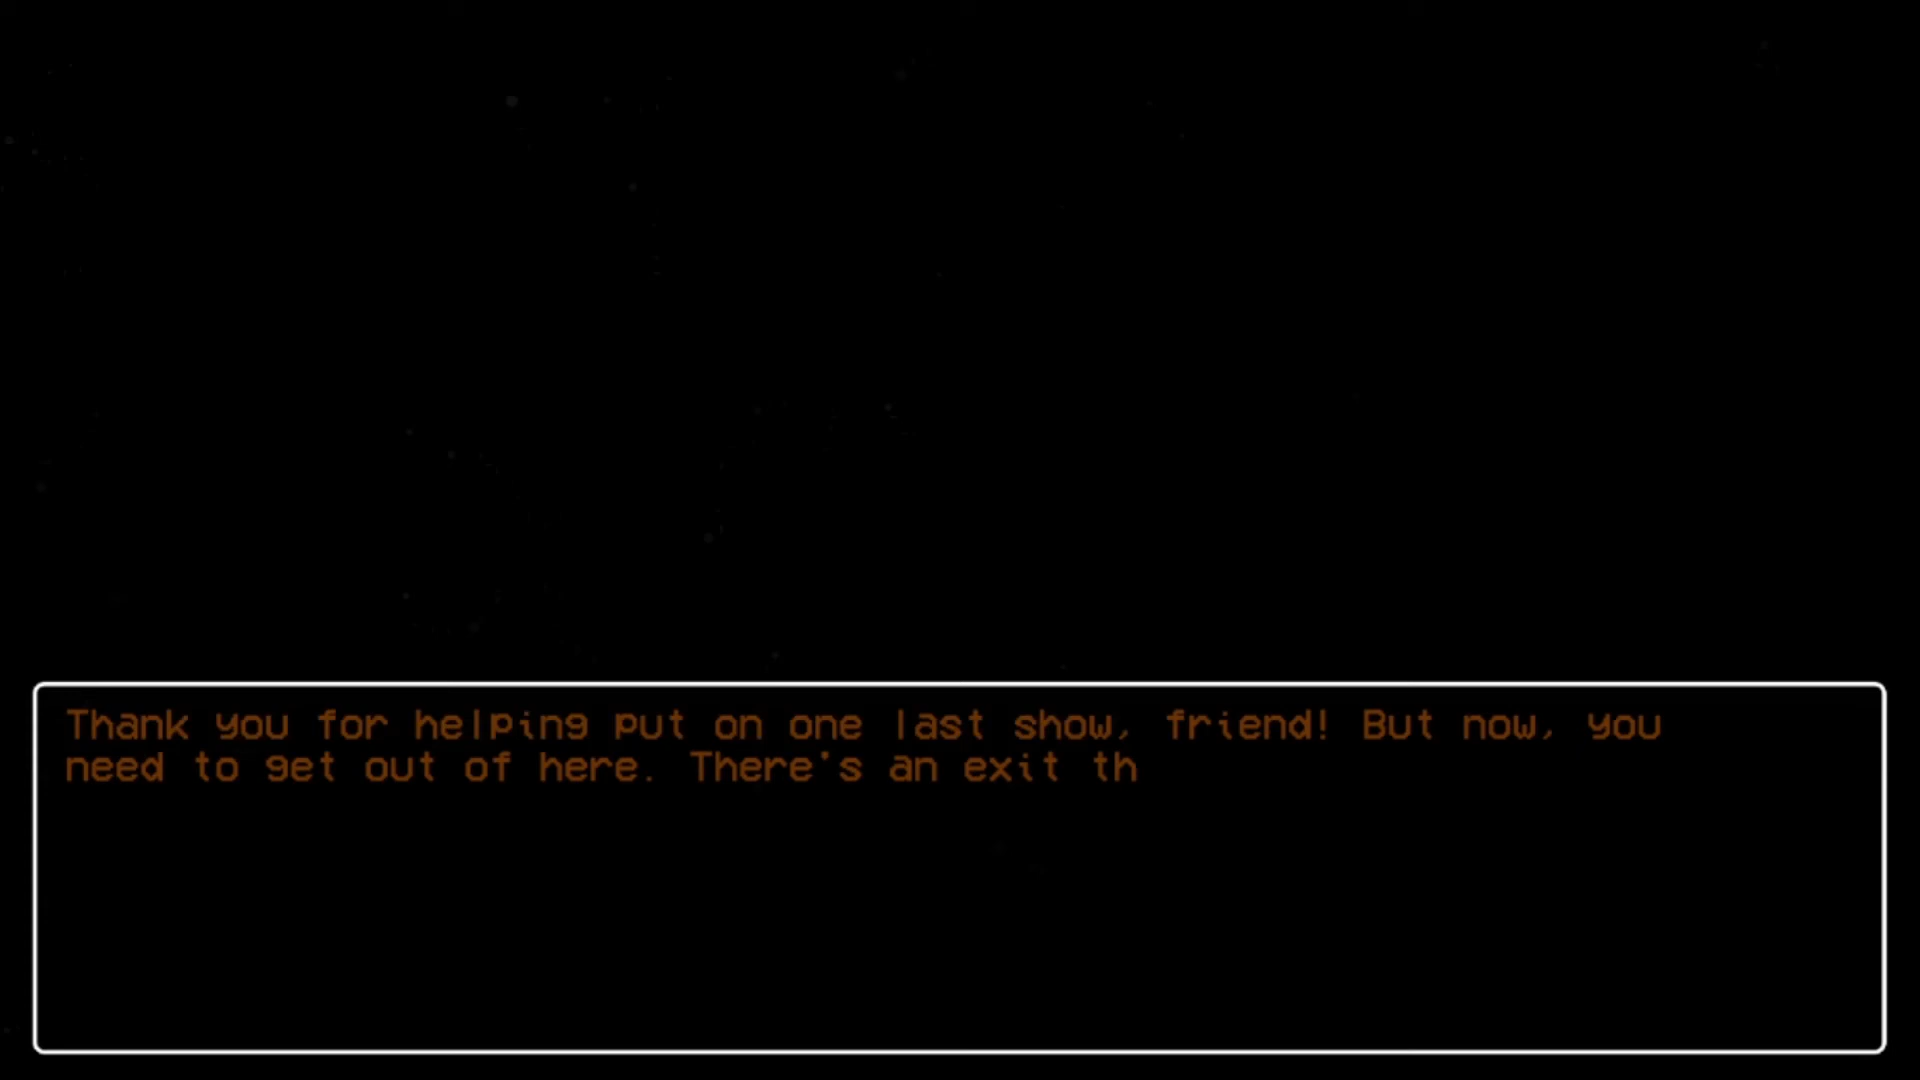 Thank you for helping put on one last show, friend! But now, you
need to get out of here. There's an exit th